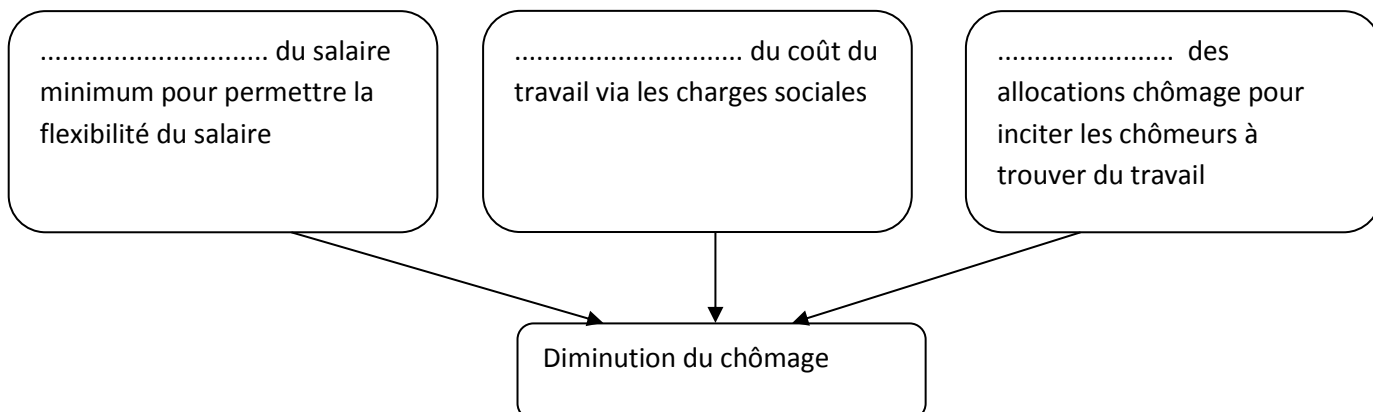 ............................. du salaire
minimum pour permettre la
flexibilité du salaire
............................. du coût du
travail via les charges sociales
....................... des
allocations chômage pour
inciter les chômeurs à
trouver du travail
Diminution du chômage